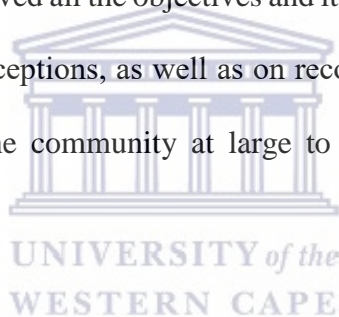 ved all the objectives and it
ceptions, as well as on reco
e community at large to
UNIVERSITY of the
WESTERN CAPE